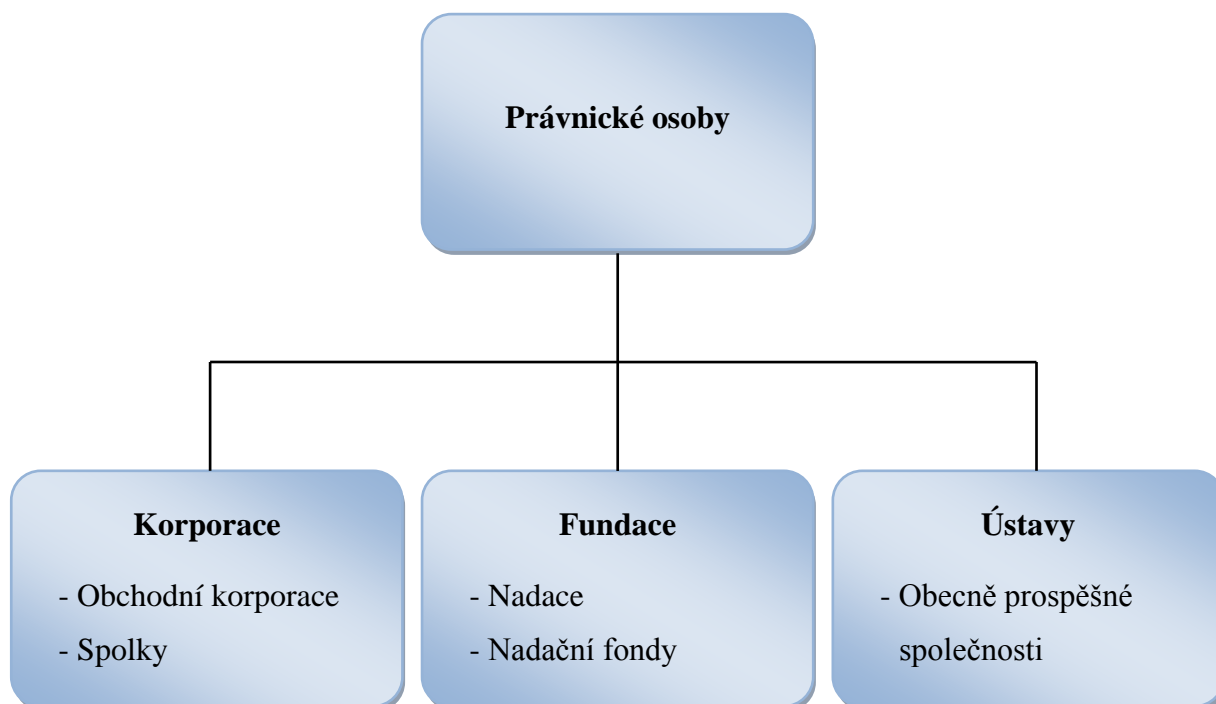 Právnické osoby
Korporace
- Obchodní korporace
- Spolky
Fundace
- Nadace
- Nadační fondy
Ústavy
- Obecně prospěšné
společnosti